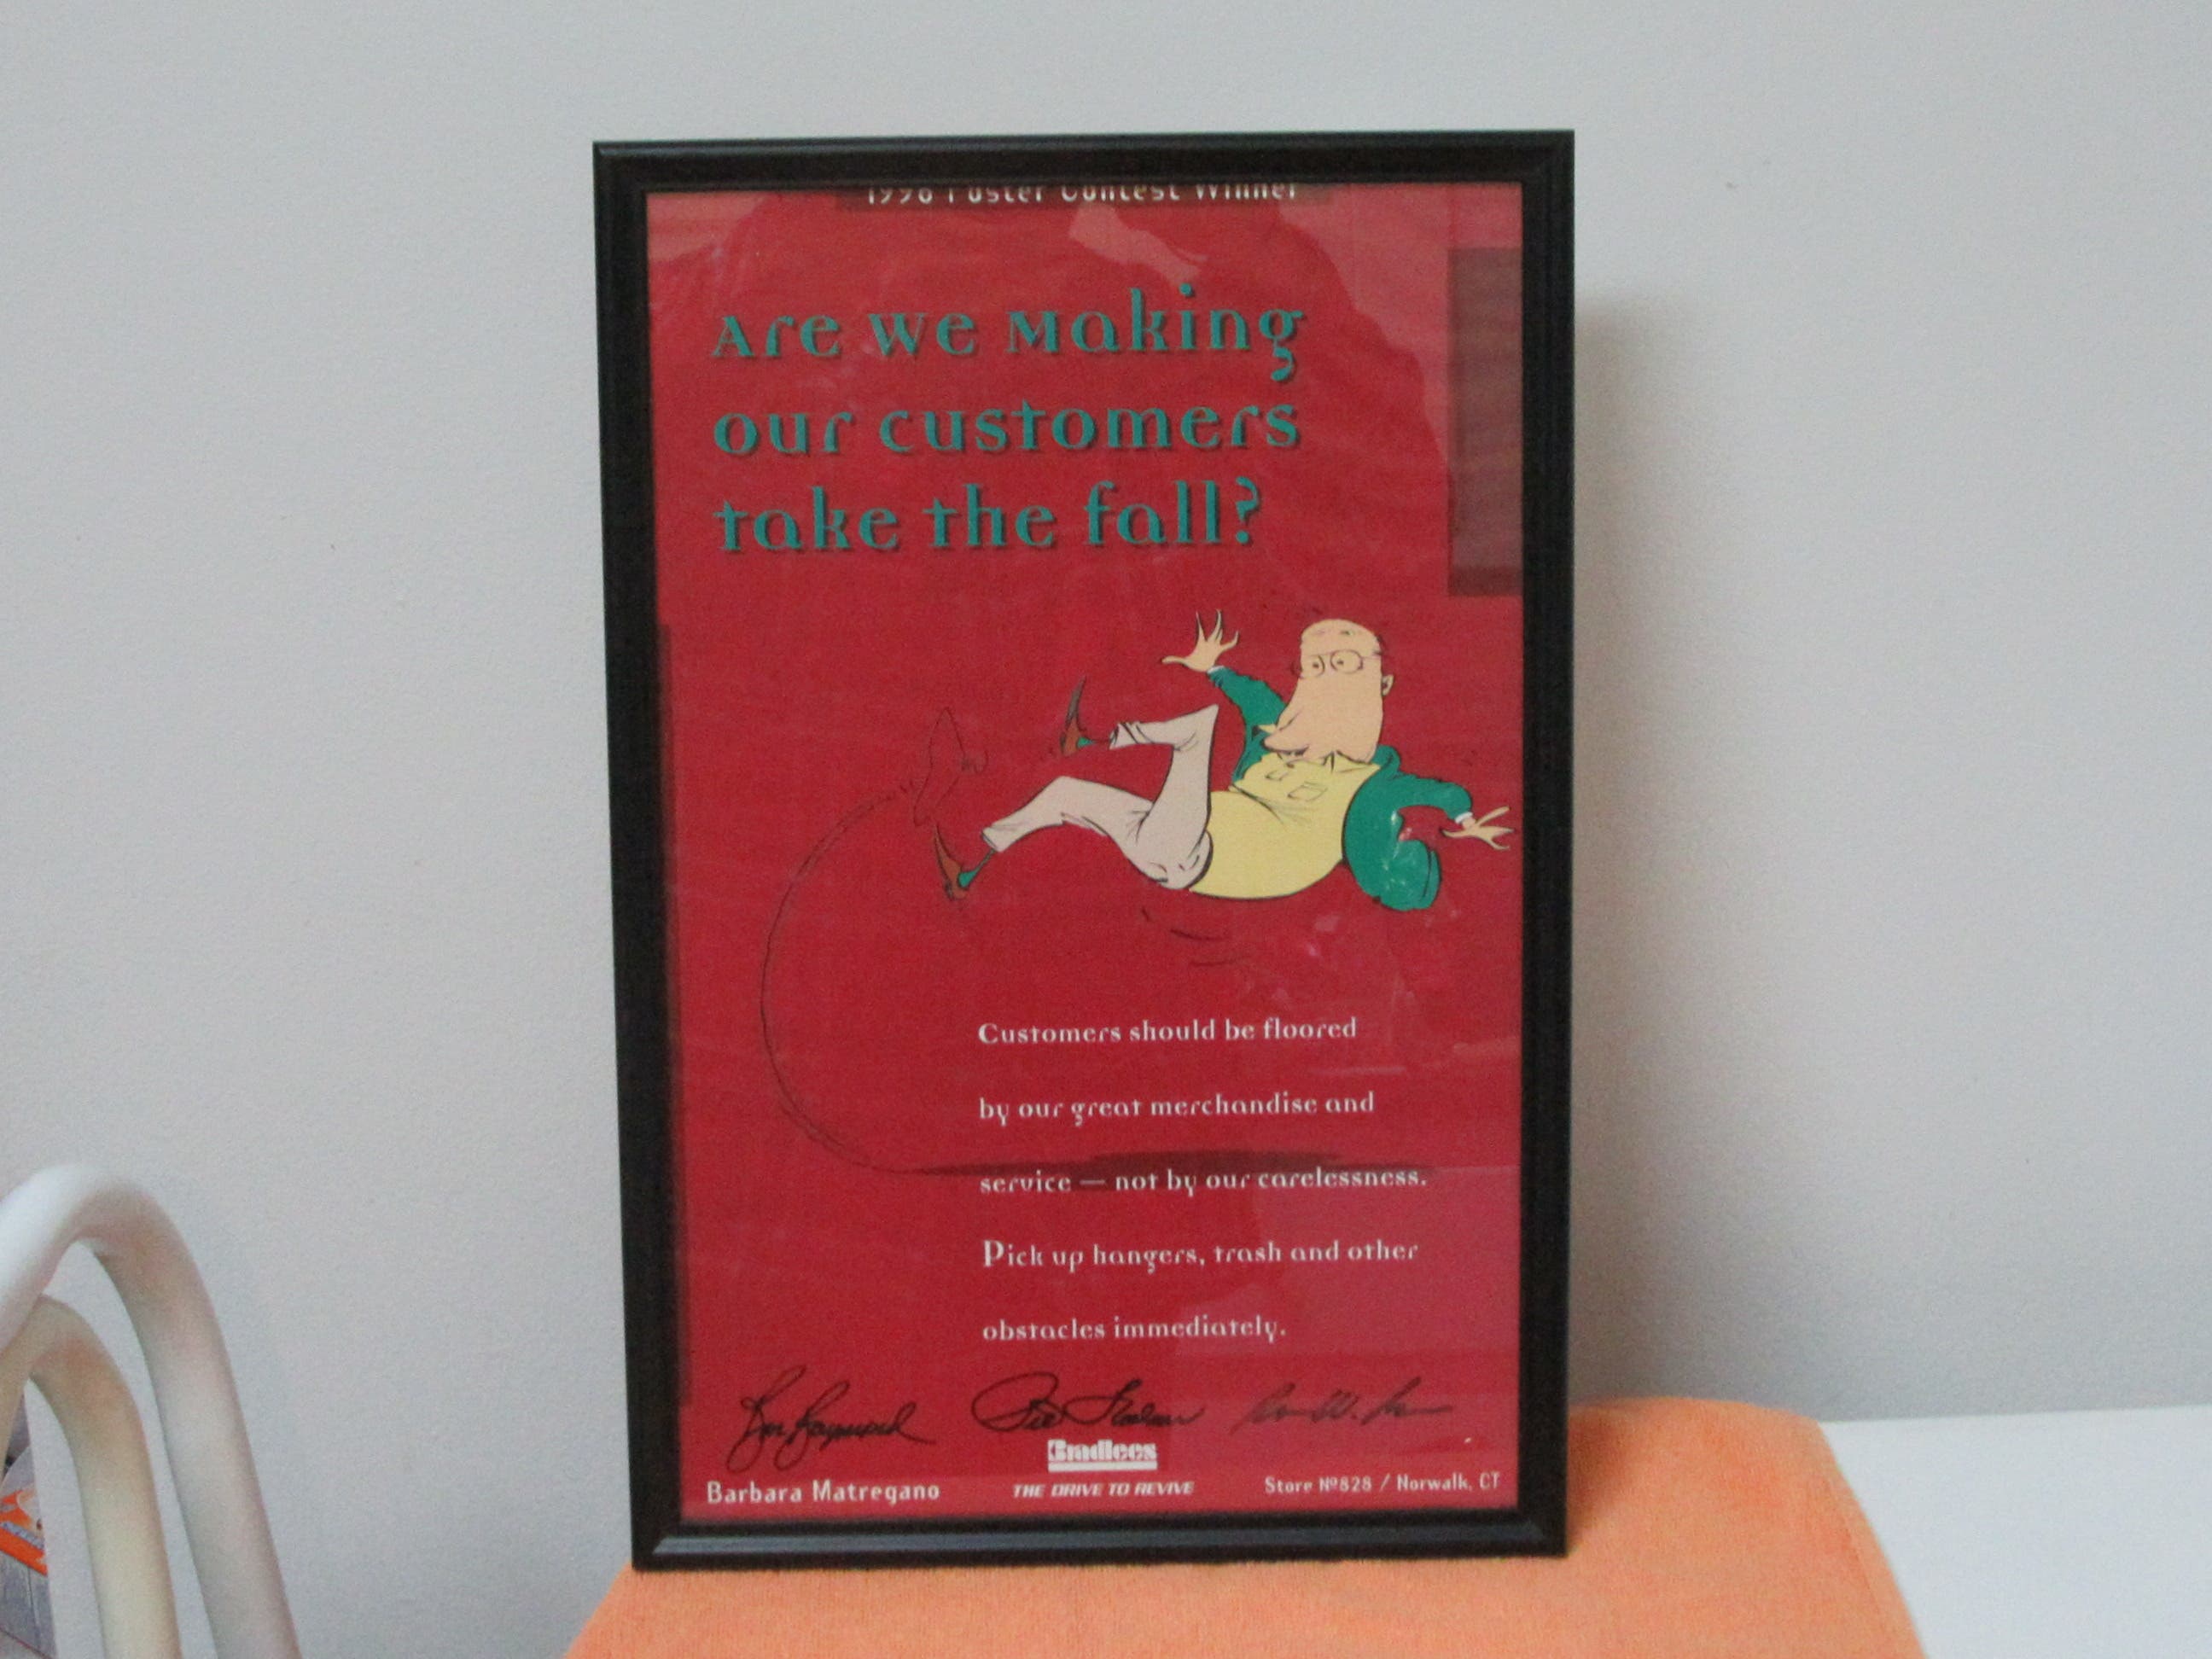 1996 Poster Contest Winner
Are We Making
our customers
take the fall?
Customers should be floored
by our great merchandise and
service — not by our carelessness.
Pick up hangers, trash and other
obstacles immediately.
Bradlees
Barbara Matregano
THE DRIVE TO REVIVE
Store Nº828 / Norwalk, CT